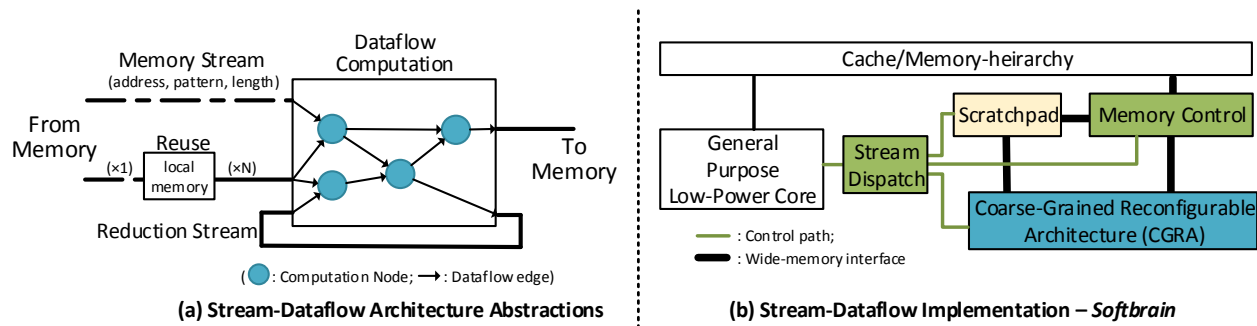 Memory Stream
(address, pattern, length)
Dataflow
Computation
From
Memory
Reuse
(×1)
local
memory
(×N)
To
Memory
Reduction Stream
( : Computation Node; : Dataflow edge)
(a) Stream-Dataflow Architecture Abstractions
Cache/Memory-heirarchy
General
Purpose
Low-Power Core
Stream
Dispatch
Scratchpad
Memory Control
Coarse-Grained Reconfigurable
Architecture (CGRA)
: Control path;
: Wide-memory interface
(b) Stream-Dataflow Implementation – Softbrain